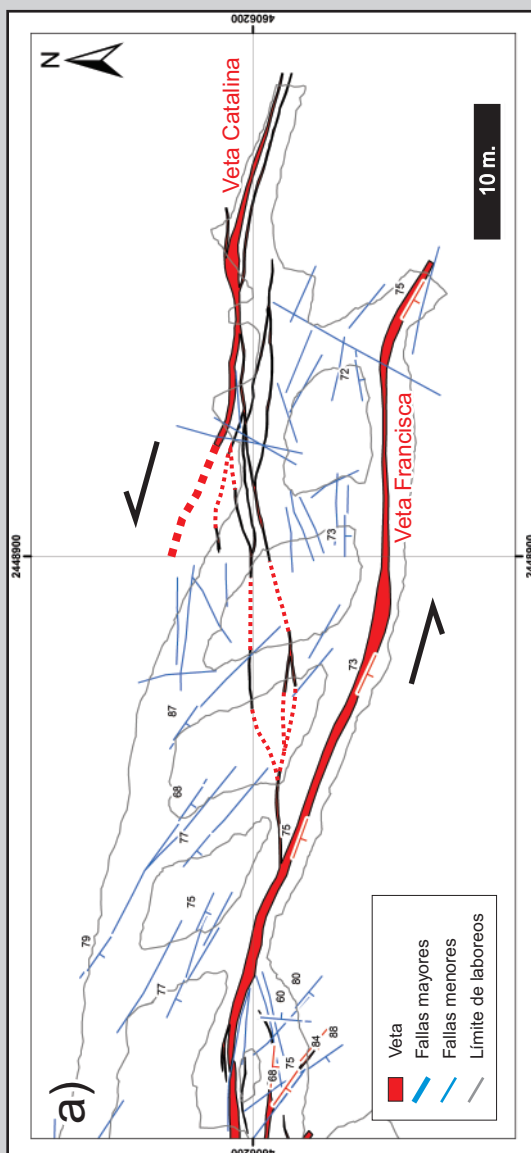 a)
N
4606200
4606200
2448900
2448900
Veta Catalina
Veta Francisca
79
77
75
77
68
87
73
72
75
73
75
80
60
68
75
84
88
10 m.
Veta
Fallas mayores
Fallas menores
Límite de laboreos